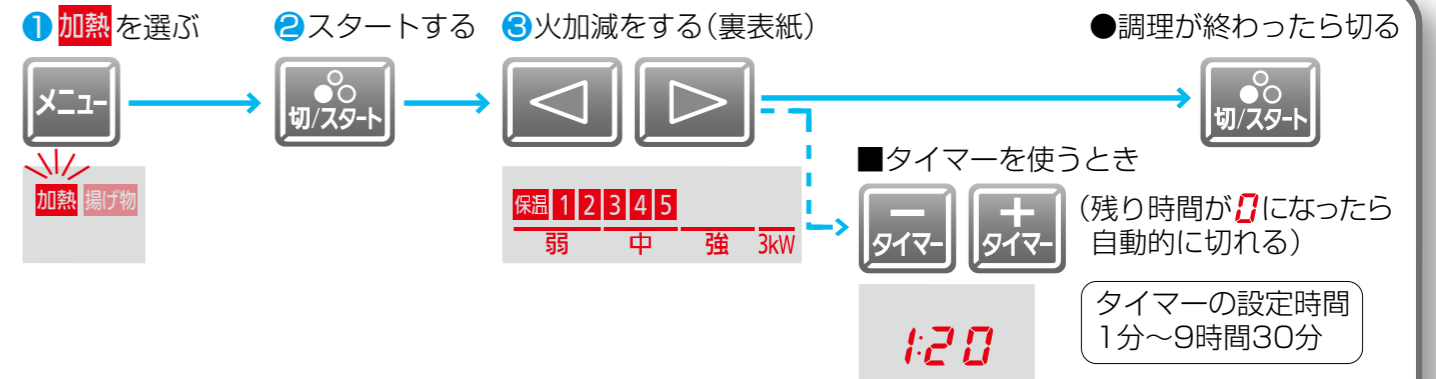 ❶ 加熱 を選ぶ
メニュー
加熱 揚げ物
❷スタートする
切/スタート
❸火加減をする(裏表紙)
保温 1 2 3 4 5
弱 中 強 3kW
●調理が終わったら切る
切/スタート
■タイマーを使うとき
− タイマー
+ タイマー
(残り時間が0になったら
自動的に切れる)
1:20
タイマーの設定時間
1分〜9時間30分